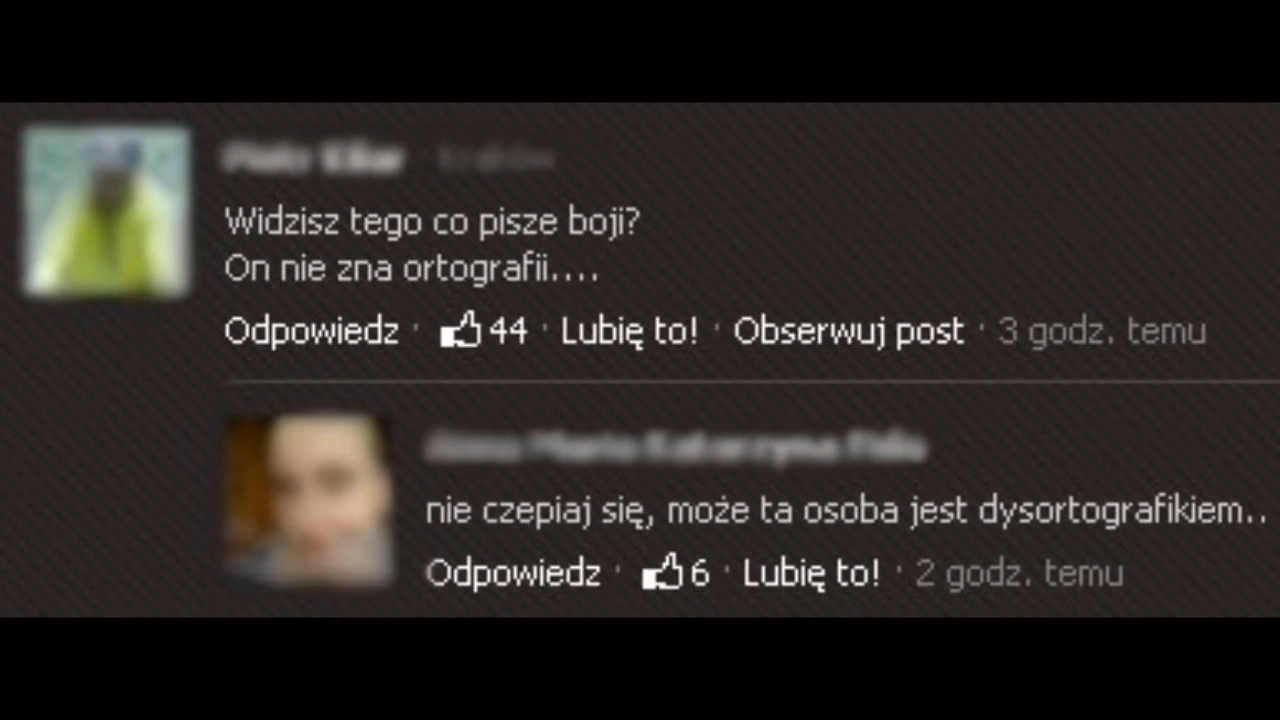 Widzisz tego co pisze boji?
On nie zna ortografii....
Odpowiedz · 44 · Lubię to! · Obserwuj post · 3 godz. temu
nie czepiaj się, może ta osoba jest dysortografikiem..
Odpowiedz · 6 · Lubię to! · 2 godz. temu